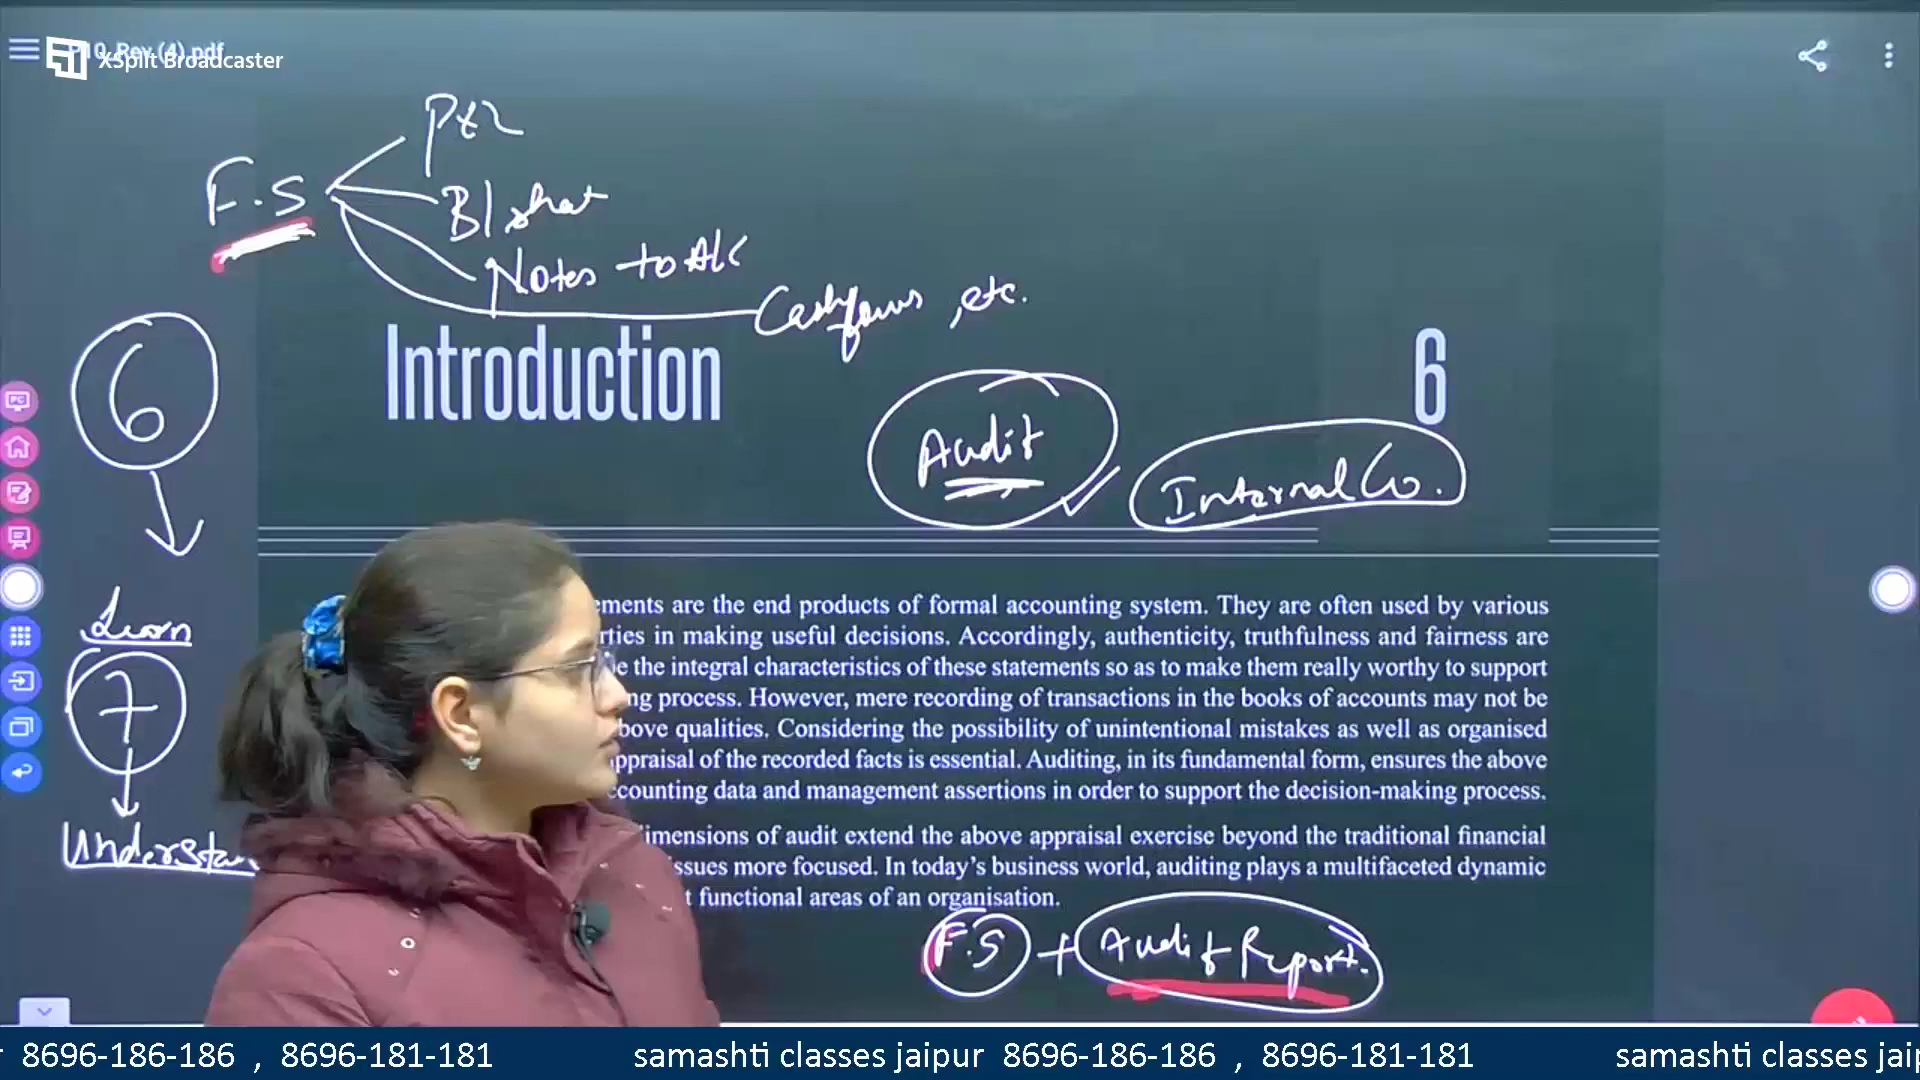 XSplit Broadcaster
F.S
P&L
B/shet
Notes to A/c
Cashflows, etc.
Introduction
6
6
Audit
Internal Co.
Learn
7
Understan
ements are the end products of formal accounting system. They are often used by various
rties in making useful decisions. Accordingly, authenticity, truthfulness and fairness are
e the integral characteristics of these statements so as to make them really worthy to support
ng process. However, mere recording of transactions in the books of accounts may not be
bove qualities. Considering the possibility of unintentional mistakes as well as organised
ppraisal of the recorded facts is essential. Auditing, in its fundamental form, ensures the above
ccounting data and management assertions in order to support the decision-making process.
imensions of audit extend the above appraisal exercise beyond the traditional financial
ssues more focused. In today's business world, auditing plays a multifaceted dynamic
t functional areas of an organisation.
F.S + Audit Report.
8696-186-186 , 8696-181-181 samashti classes jaipur 8696-186-186 , 8696-181-181 samashti classes jaip